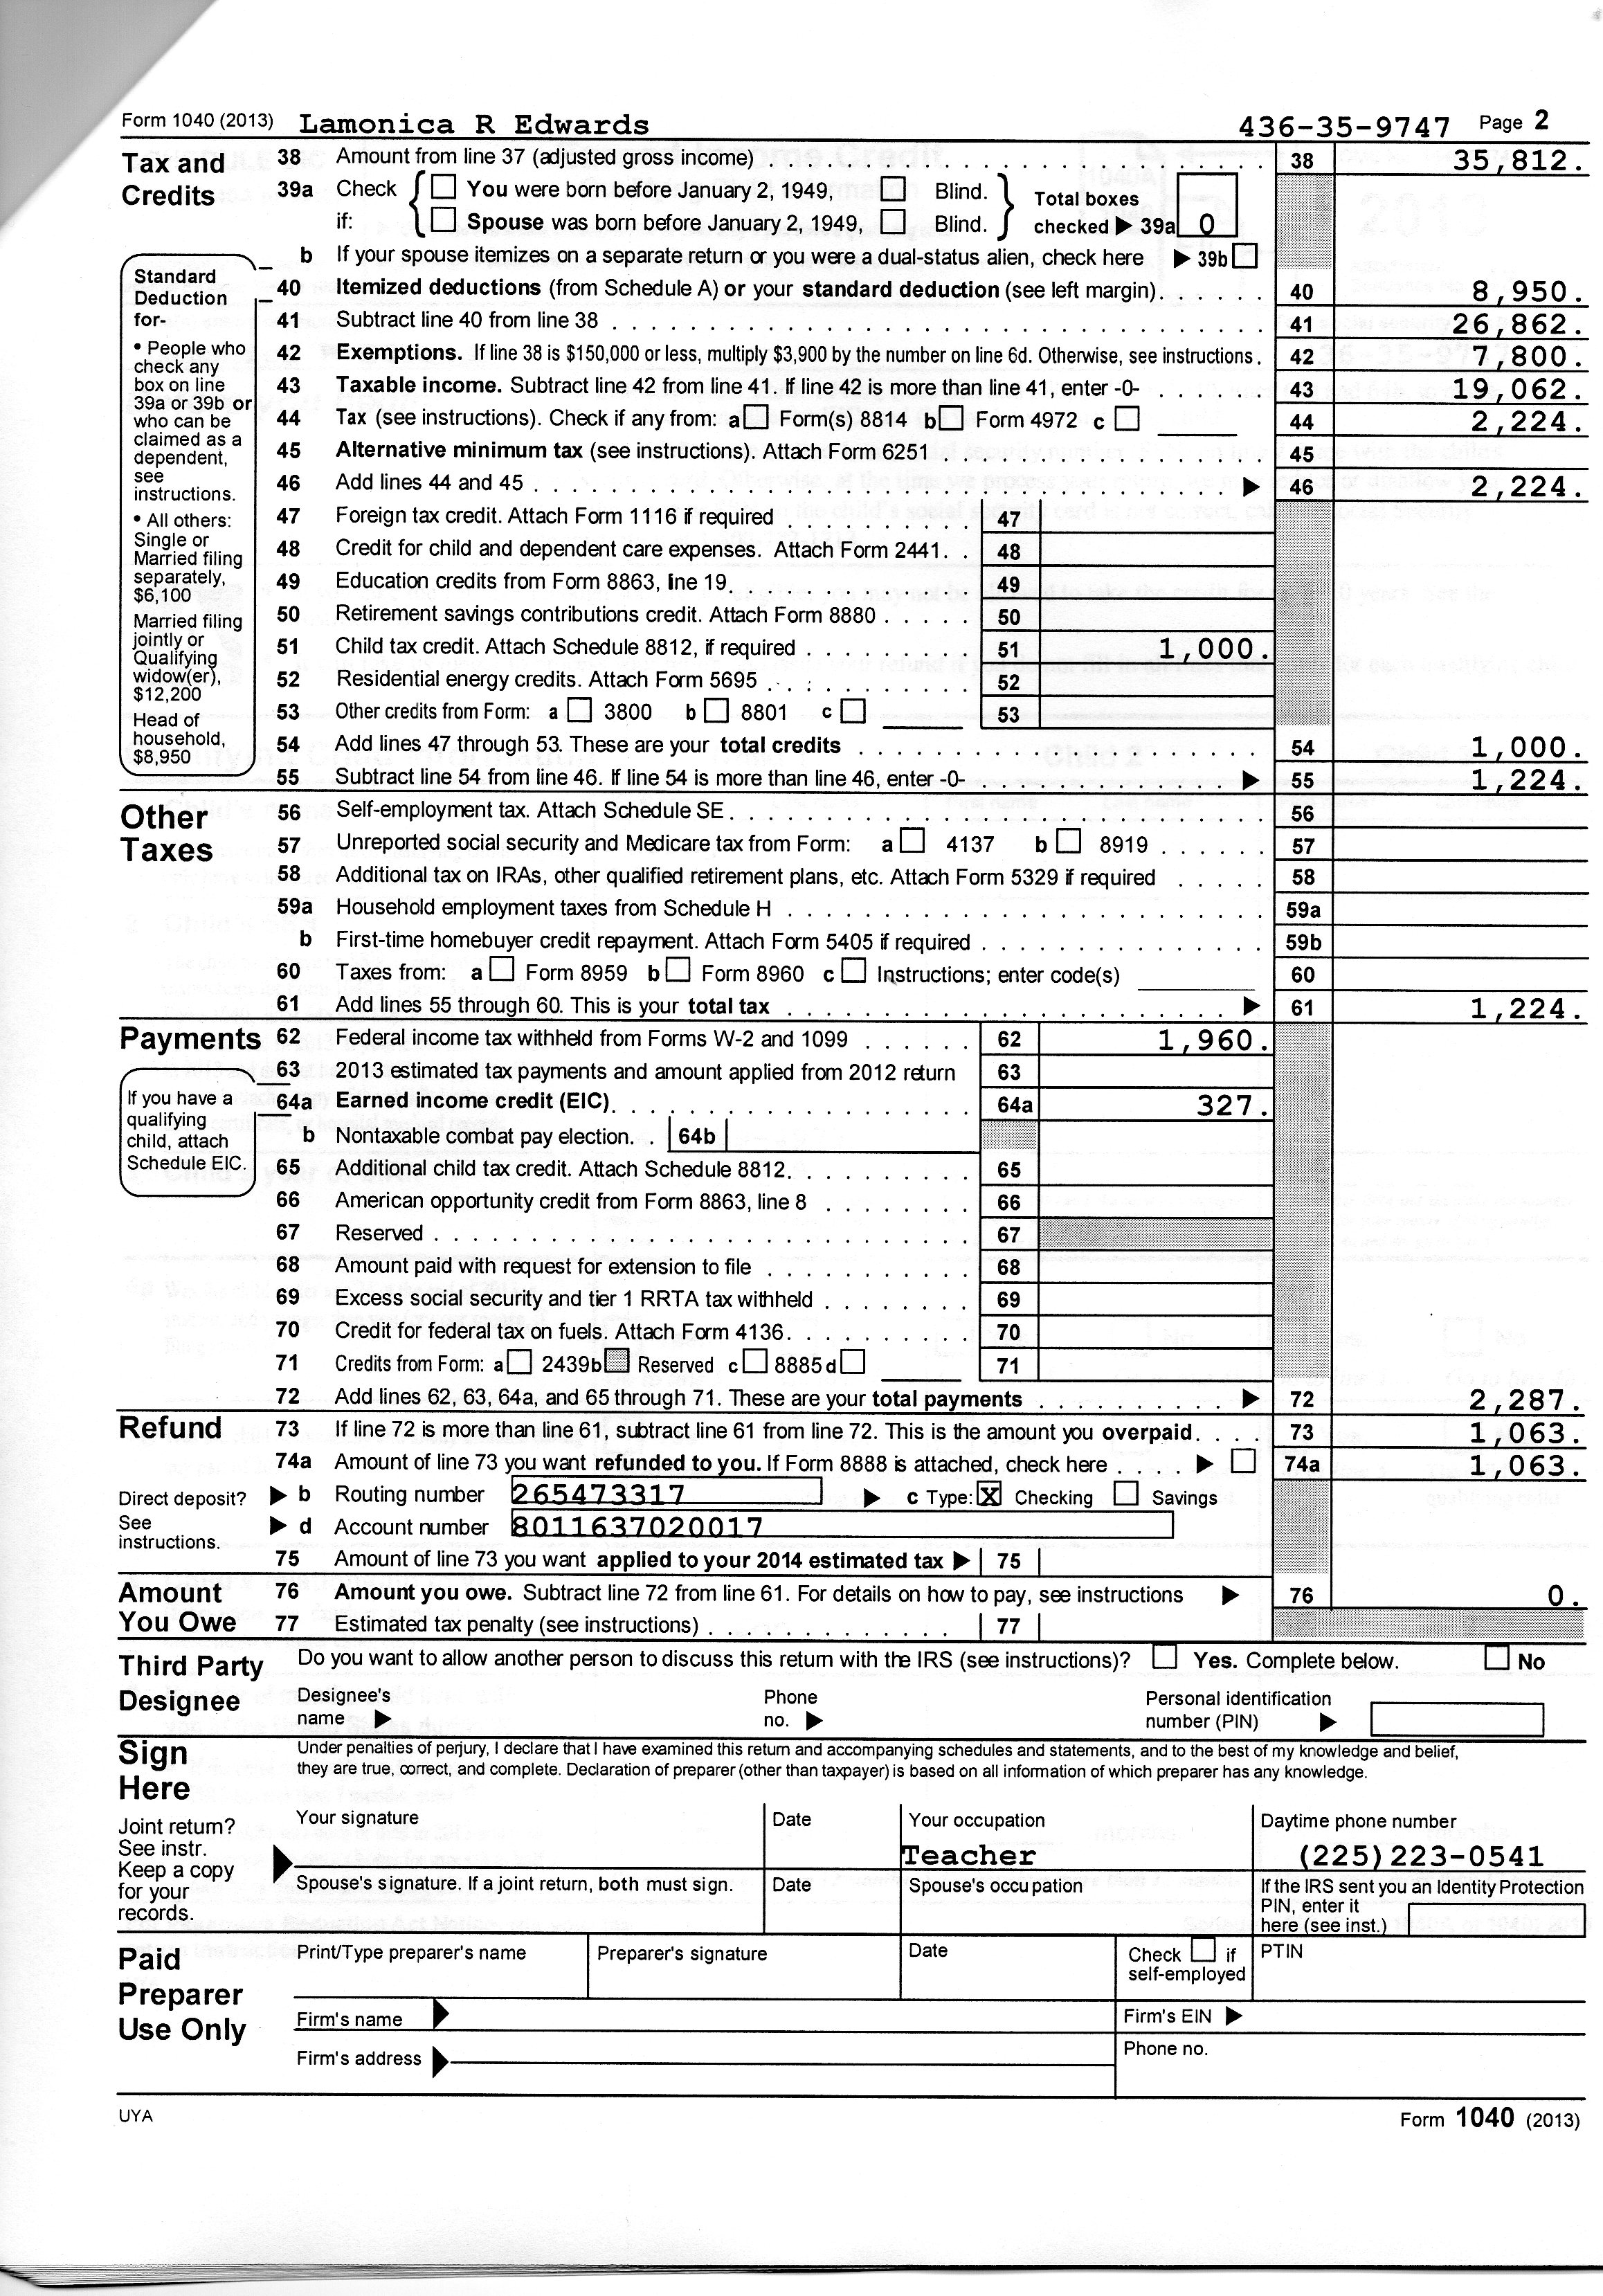 Form 1040 (2013) Lamonica R Edwards 436-35-9747 Page 2
Tax and Credits
38 Amount from line 37 (adjusted gross income) 38 35,812.
39a Check if: You were born before January 2, 1949, Blind. Total boxes
Spouse was born before January 2, 1949, Blind. checked ▶ 39a 0
b If your spouse itemizes on a separate return or you were a dual-status alien, check here ▶ 39b
Standard
Deduction
for-
• People who
check any
box on line
39a or 39b or
who can be
claimed as a
dependent,
see
instructions.
• All others:
Single or
Married filing
separately,
$6,100
Married filing
jointly or
Qualifying
widow(er),
$12,200
Head of
household,
$8,950
40 Itemized deductions (from Schedule A) or your standard deduction (see left margin). 40 8,950.
41 Subtract line 40 from line 38 41 26,862.
42 Exemptions. If line 38 is $150,000 or less, multiply $3,900 by the number on line 6d. Otherwise, see instructions. 42 7,800.
43 Taxable income. Subtract line 42 from line 41. If line 42 is more than line 41, enter -0- 43 19,062.
44 Tax (see instructions). Check if any from: a Form(s) 8814 b Form 4972 c 44 2,224.
45 Alternative minimum tax (see instructions). Attach Form 6251 45
46 Add lines 44 and 45 ▶ 46 2,224.
47 Foreign tax credit. Attach Form 1116 if required 47
48 Credit for child and dependent care expenses. Attach Form 2441 48
49 Education credits from Form 8863, line 19 49
50 Retirement savings contributions credit. Attach Form 8880 50
51 Child tax credit. Attach Schedule 8812, if required 51 1,000.
52 Residential energy credits. Attach Form 5695 52
53 Other credits from Form: a 3800 b 8801 c 53
54 Add lines 47 through 53. These are your total credits 54 1,000.
55 Subtract line 54 from line 46. If line 54 is more than line 46, enter -0- ▶ 55 1,224.
Other Taxes
56 Self-employment tax. Attach Schedule SE 56
57 Unreported social security and Medicare tax from Form: a 4137 b 8919 57
58 Additional tax on IRAs, other qualified retirement plans, etc. Attach Form 5329 if required 58
59a Household employment taxes from Schedule H 59a
b First-time homebuyer credit repayment. Attach Form 5405 if required 59b
60 Taxes from: a Form 8959 b Form 8960 c Instructions; enter code(s) 60
61 Add lines 55 through 60. This is your total tax ▶ 61 1,224.
Payments
62 Federal income tax withheld from Forms W-2 and 1099 62 1,960.
63 2013 estimated tax payments and amount applied from 2012 return 63
If you have a
qualifying
child, attach
Schedule EIC.
64a Earned income credit (EIC) 64a 327.
b Nontaxable combat pay election. 64b
65 Additional child tax credit. Attach Schedule 8812 65
66 American opportunity credit from Form 8863, line 8 66
67 Reserved 67
68 Amount paid with request for extension to file 68
69 Excess social security and tier 1 RRTA tax withheld 69
70 Credit for federal tax on fuels. Attach Form 4136 70
71 Credits from Form: a 2439 b Reserved c 8885 d 71
72 Add lines 62, 63, 64a, and 65 through 71. These are your total payments ▶ 72 2,287.
Refund
73 If line 72 is more than line 61, subtract line 61 from line 72. This is the amount you overpaid. 73 1,063.
74a Amount of line 73 you want refunded to you. If Form 8888 is attached, check here ▶ 74a 1,063.
Direct deposit?
See
instructions.
▶ b Routing number 265473317 ▶ c Type: X Checking Savings
▶ d Account number 8011637020017
75 Amount of line 73 you want applied to your 2014 estimated tax ▶ 75
Amount You Owe
76 Amount you owe. Subtract line 72 from line 61. For details on how to pay, see instructions ▶ 76 0.
77 Estimated tax penalty (see instructions) 77
Third Party Designee
Do you want to allow another person to discuss this return with the IRS (see instructions)? Yes. Complete below. No
Designee's name ▶ Phone no. ▶ Personal identification number (PIN) ▶
Sign Here
Under penalties of perjury, I declare that I have examined this return and accompanying schedules and statements, and to the best of my knowledge and belief,
they are true, correct, and complete. Declaration of preparer (other than taxpayer) is based on all information of which preparer has any knowledge.
Joint return?
See instr.
Keep a copy
for your
records.
Your signature Date Your occupation Daytime phone number
Teacher (225)223-0541
Spouse's signature. If a joint return, both must sign. Date Spouse's occupation If the IRS sent you an Identity Protection
PIN, enter it
here (see inst.)
Paid Preparer Use Only
Print/Type preparer's name Preparer's signature Date Check if self-employed PTIN
Firm's name ▶ Firm's EIN ▶
Firm's address ▶ Phone no.
UYA Form 1040 (2013)